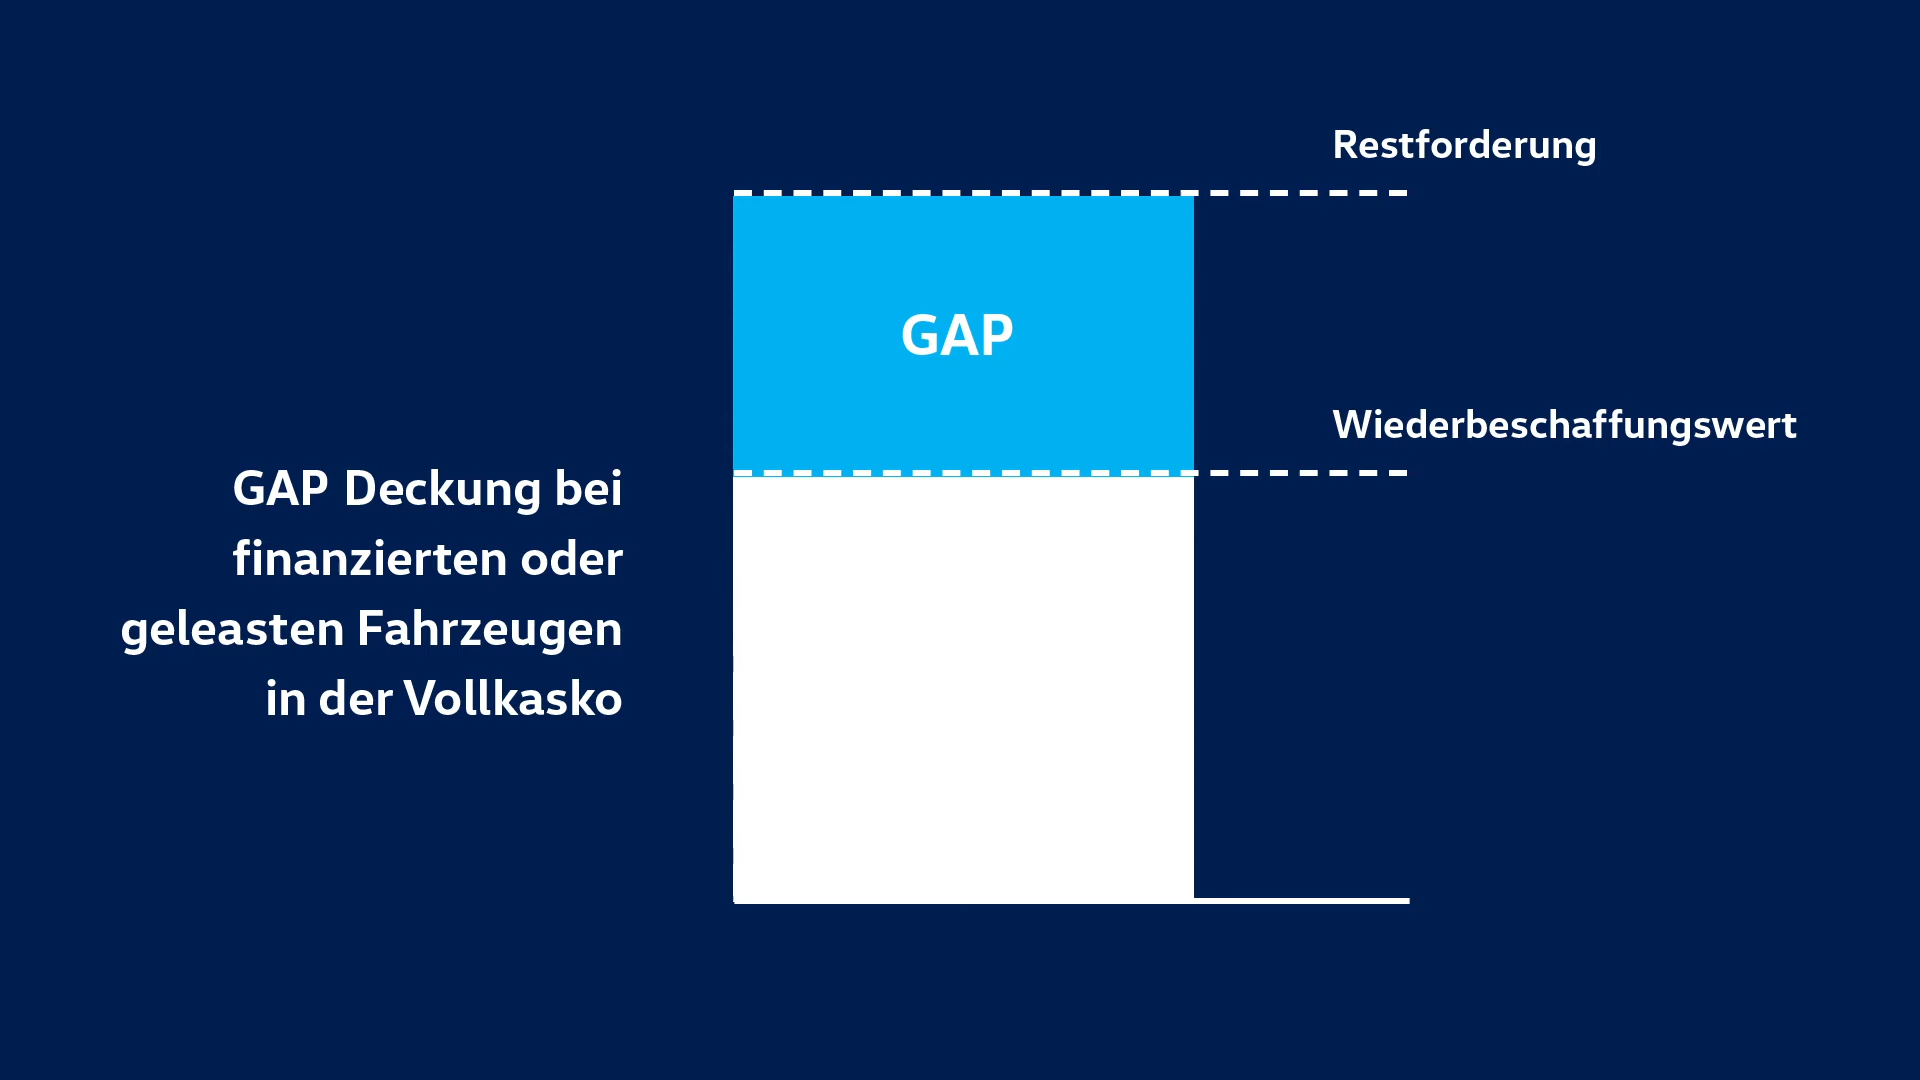 Restforderung
GAP
Wiederbeschaffungswert
GAP Deckung bei
finanzierten oder
geleasten Fahrzeugen
in der Vollkasko